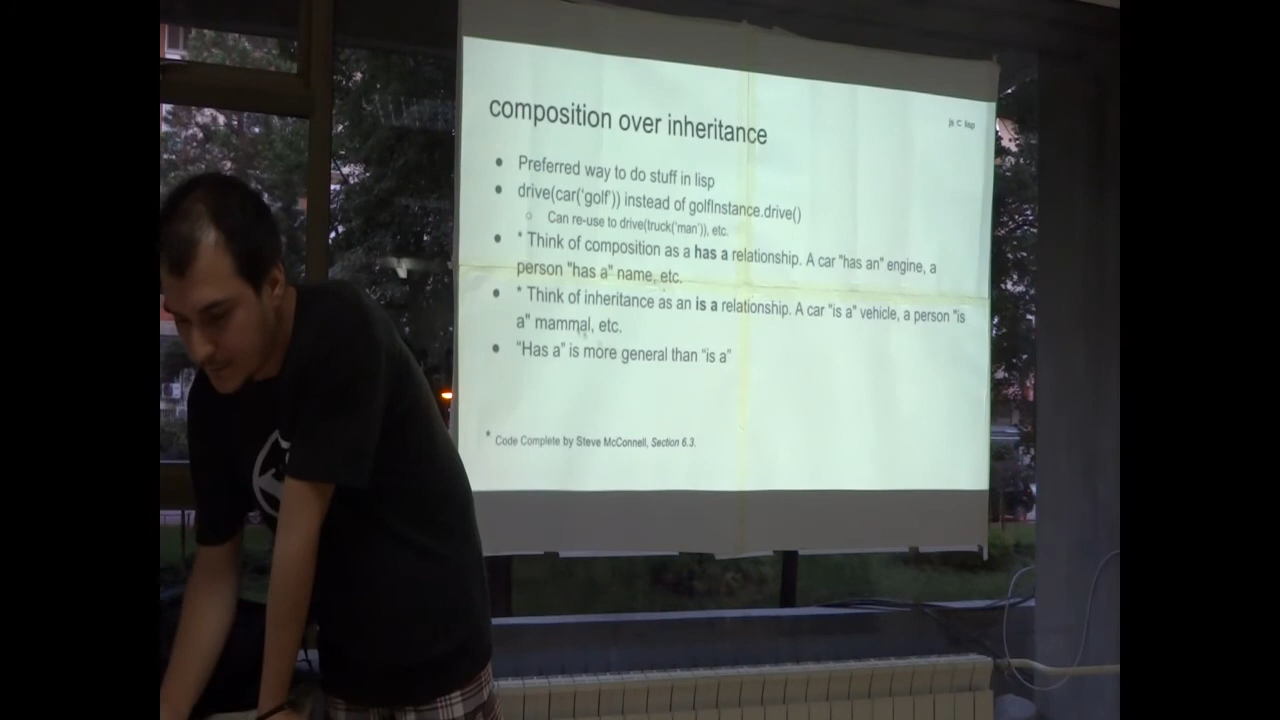 composition over inheritance
js ⊂ lisp
● Preferred way to do stuff in lisp
● drive(car(‘golf’)) instead of golfInstance.drive()
○ Can re-use to drive(truck(‘man’)), etc.
● * Think of composition as a has a relationship. A car "has an" engine, a
person "has a" name, etc.
● * Think of inheritance as an is a relationship. A car "is a" vehicle, a person "is
a" mammal, etc.
● “Has a” is more general than “is a”
* Code Complete by Steve McConnell, Section 6.3.